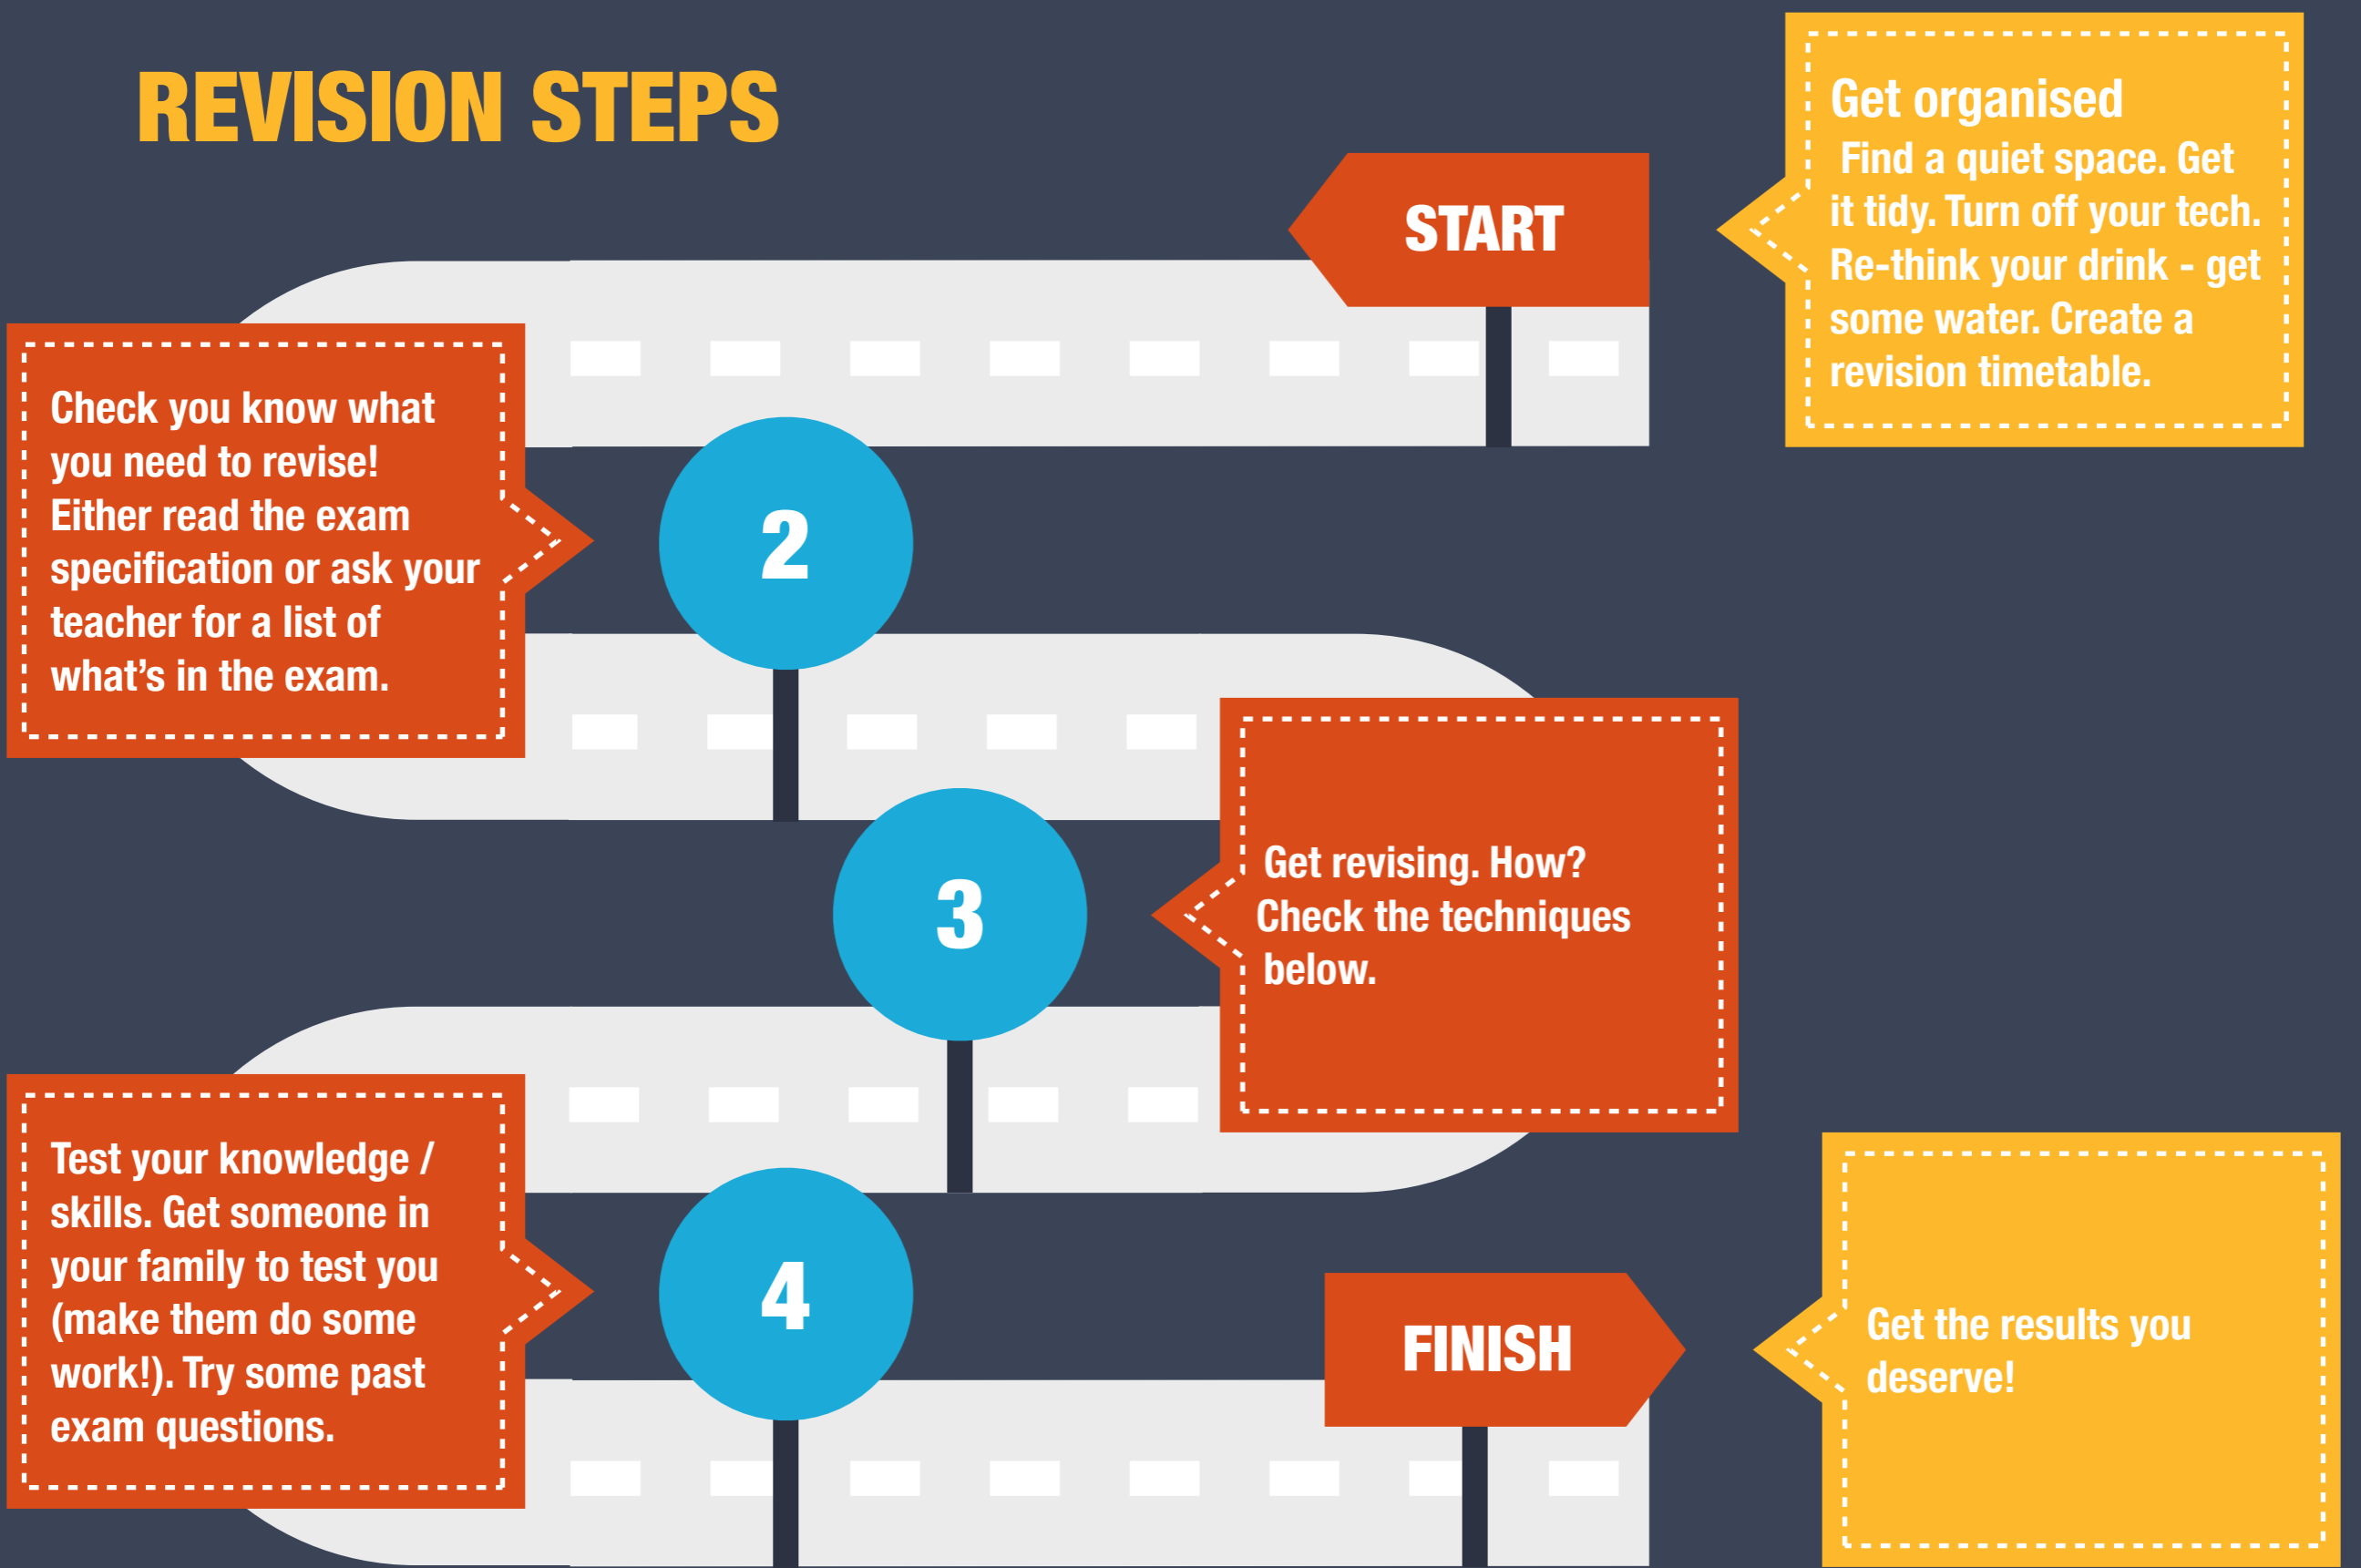 REVISION STEPS
START
Get organised
Find a quiet space. Get
it tidy. Turn off your tech.
Re-think your drink - get
some water. Create a
revision timetable.
2
Check you know what
you need to revise!
Either read the exam
specification or ask your
teacher for a list of
what’s in the exam.
3
Get revising. How?
Check the techniques
below.
4
Test your knowledge /
skills. Get someone in
your family to test you
(make them do some
work!). Try some past
exam questions.
FINISH
Get the results you
deserve!